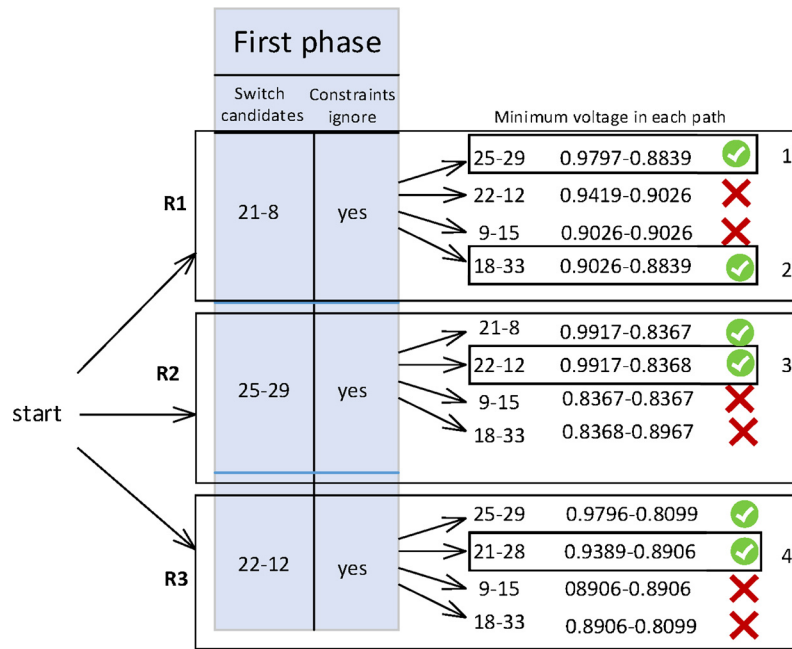 First phase
Switch candidates
Constraints ignore
Minimum voltage in each path
start
R1
21-8
yes
25-29 0.9797-0.8839 1
22-12 0.9419-0.9026
9-15 0.9026-0.9026
18-33 0.9026-0.8839 2
R2
25-29
yes
21-8 0.9917-0.8367
22-12 0.9917-0.8368 3
9-15 0.8367-0.8367
18-33 0.8368-0.8967
R3
22-12
yes
25-29 0.9796-0.8099
21-28 0.9389-0.8906 4
9-15 08906-0.8906
18-33 0.8906-0.8099